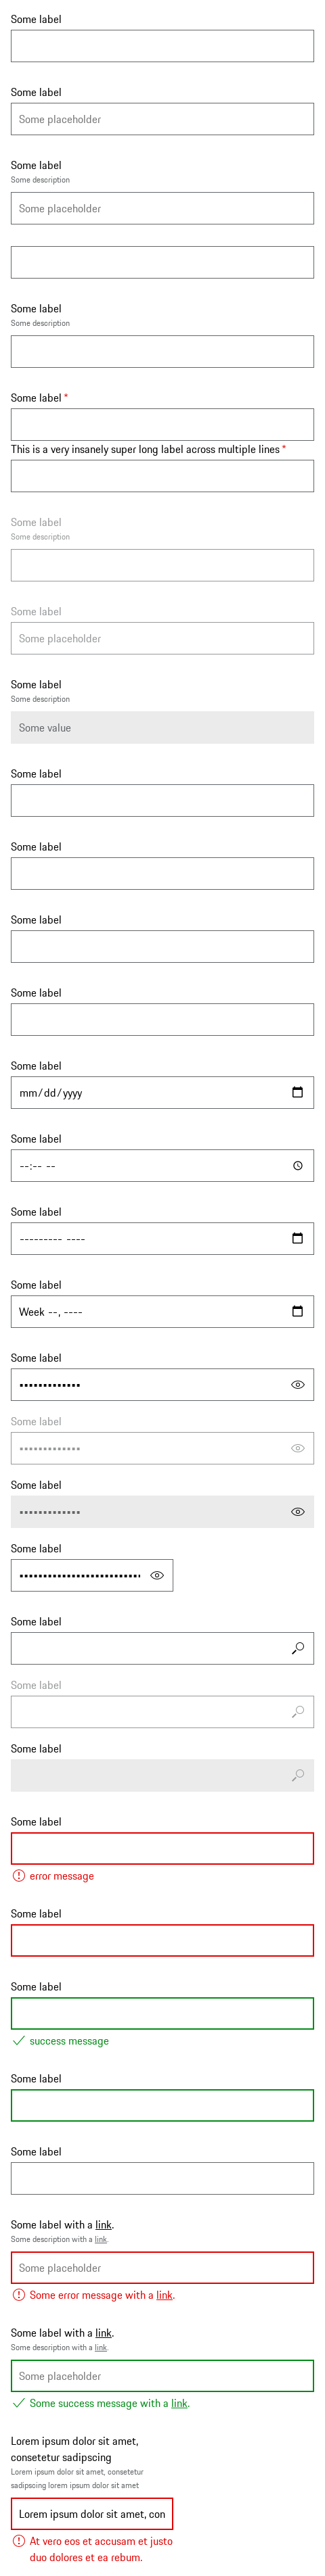 Some label
Some label
Some placeholder
Some label
Some description
Some placeholder
Some label
Some description
Some label *
This is a very insanely super long label across multiple lines *
Some label
Some description
Some label
Some placeholder
Some label
Some description
Some value
Some label
Some label
Some label
Some label
Some label
mm/dd/yyyy
Some label
--:-- --
Some label
--------- ----
Some label
Week --, ----
Some label
•••••••••••••
Some label
•••••••••••••
Some label
•••••••••••••
Some label
••••••••••••••••••••••••••
Some label
Some label
Some label
Some label
error message
Some label
Some label
success message
Some label
Some label
Some label with a link.
Some description with a link.
Some placeholder
Some error message with a link.
Some label with a link.
Some description with a link.
Some placeholder
Some success message with a link.
Lorem ipsum dolor sit amet,
consetetur sadipscing
Lorem ipsum dolor sit amet, consetetur
sadipscing lorem ipsum dolor sit amet
Lorem ipsum dolor sit amet, con
At vero eos et accusam et justo
duo dolores et ea rebum.